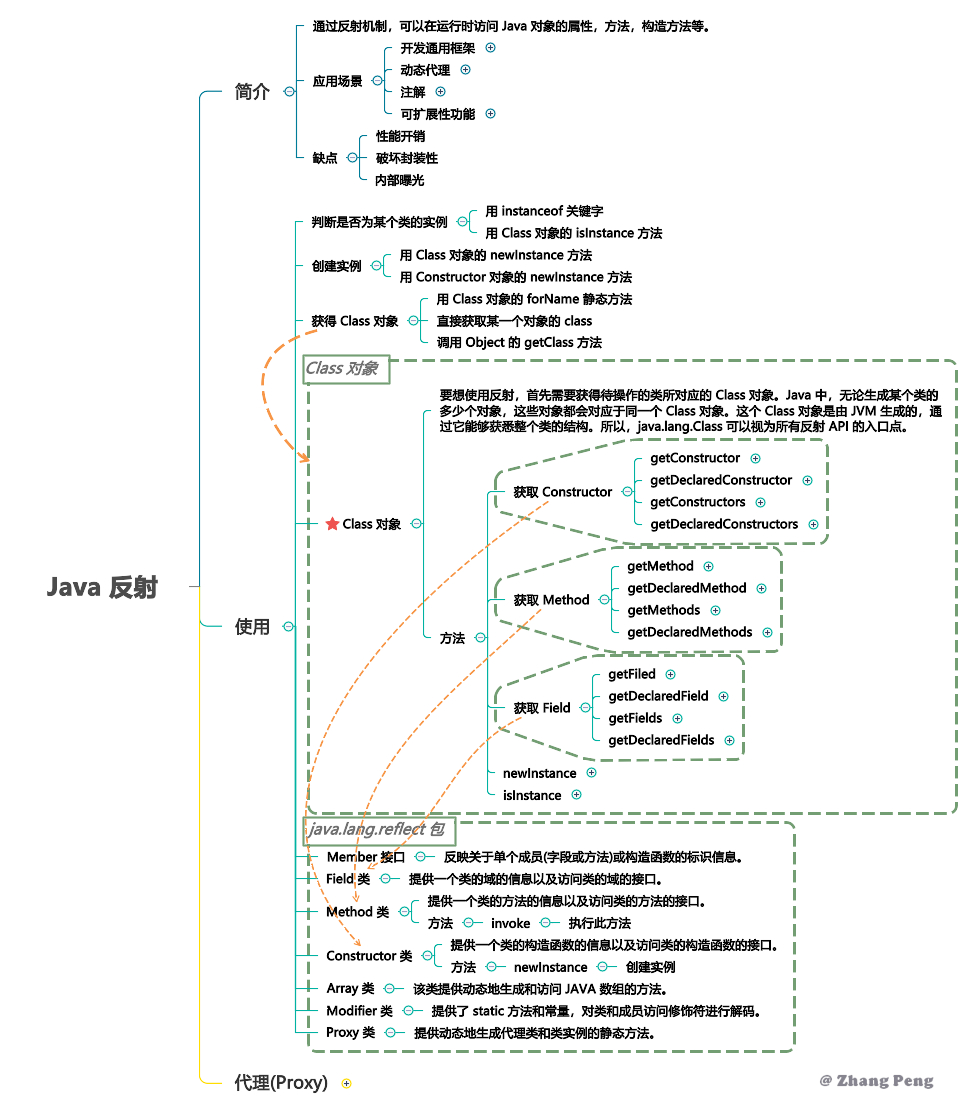 通过反射机制，可以在运行时访问 Java 对象的属性，方法，构造方法等。
开发通用框架
动态代理
应用场景
简介
注解
可扩展性功能
性能开销
缺点
破坏封装性
内部曝光
用 instanceof 关键字
判断是否为某个类的实例
用 Class 对象的 isInstance 方法
用 Class 对象的 newInstance 方法
创建实例
用 Constructor 对象的 newInstance 方法
用 Class 对象的 forName 静态方法
获得 Class 对象
直接获取某一个对象的 class
调用 Object 的 getClass 方法
Class 对象
要想使用反射，首先需要获得待操作的类所对应的 Class 对象。Java 中，无论生成某个类的
多少个对象，这些对象都会对应于同一个 Class 对象。这个 Class 对象是由 JVM 生成的，通
过它能够获悉整个类的结构。所以，java.lang.Class 可以视为所有反射 API 的入口点。
getConstructor
getDeclaredConstructor
获取 Constructor
getConstructors
Class 对象
getDeclaredConstructors
getMethod
Java 反射
getDeclaredMethod
获取 Method
getMethods
使用
getDeclaredMethods
方法
getFiled
getDeclaredField
获取 Field
getFields
getDeclaredFields
newInstance
isInstance
java.lang.reflect 包
Member 接口
反映关于单个成员(字段或方法)或构造函数的标识信息。
Field 类
提供一个类的域的信息以及访问类的域的接口。
提供一个类的方法的信息以及访问类的方法的接口。
Method 类
方法
invoke
执行此方法
提供一个类的构造函数的信息以及访问类的构造函数的接口。
Constructor 类
方法
newInstance
创建实例
Array 类
该类提供动态地生成和访问 JAVA 数组的方法。
Modifier 类
提供了 static 方法和常量，对类和成员访问修饰符进行解码。
Proxy 类
提供动态地生成代理类和类实例的静态方法。
代理(Proxy)
@ Zhang Peng